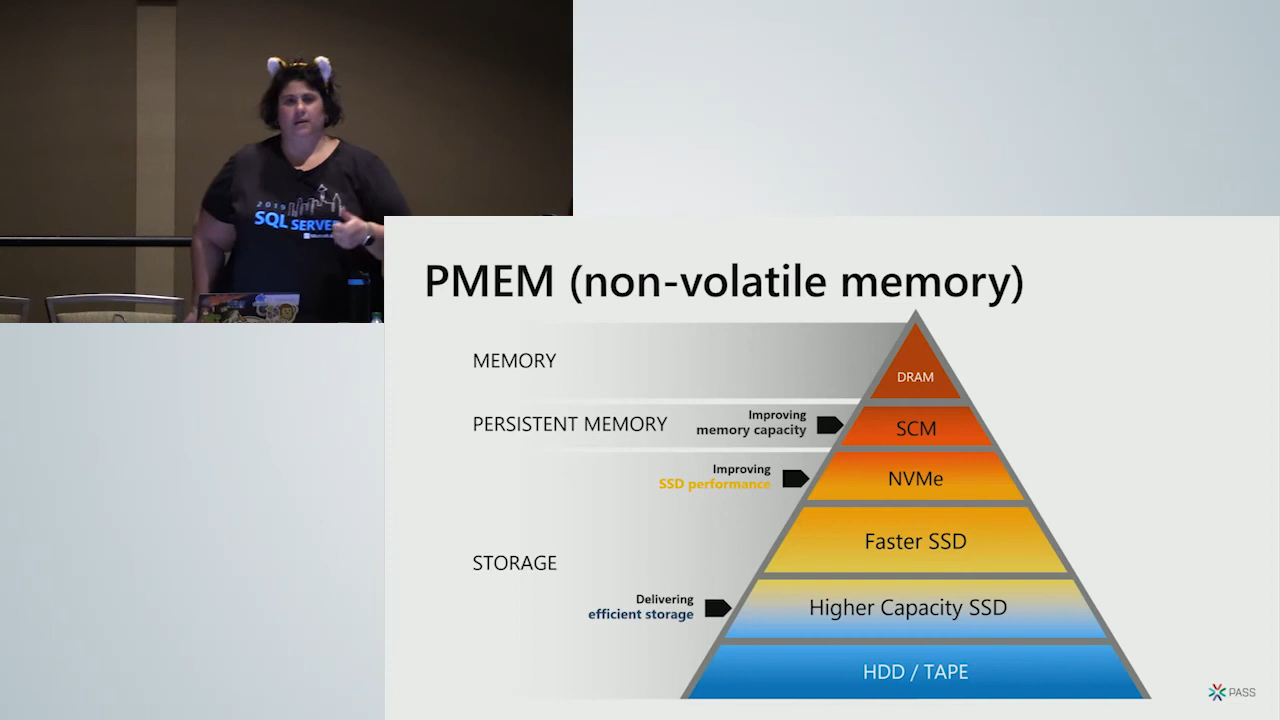 2019
SQL SERVER
PMEM (non-volatile memory)
MEMORY
DRAM
PERSISTENT MEMORY
Improving
memory capacity
SCM
Improving
SSD performance
NVMe
Faster SSD
STORAGE
Delivering
efficient storage
Higher Capacity SSD
HDD / TAPE
PASS